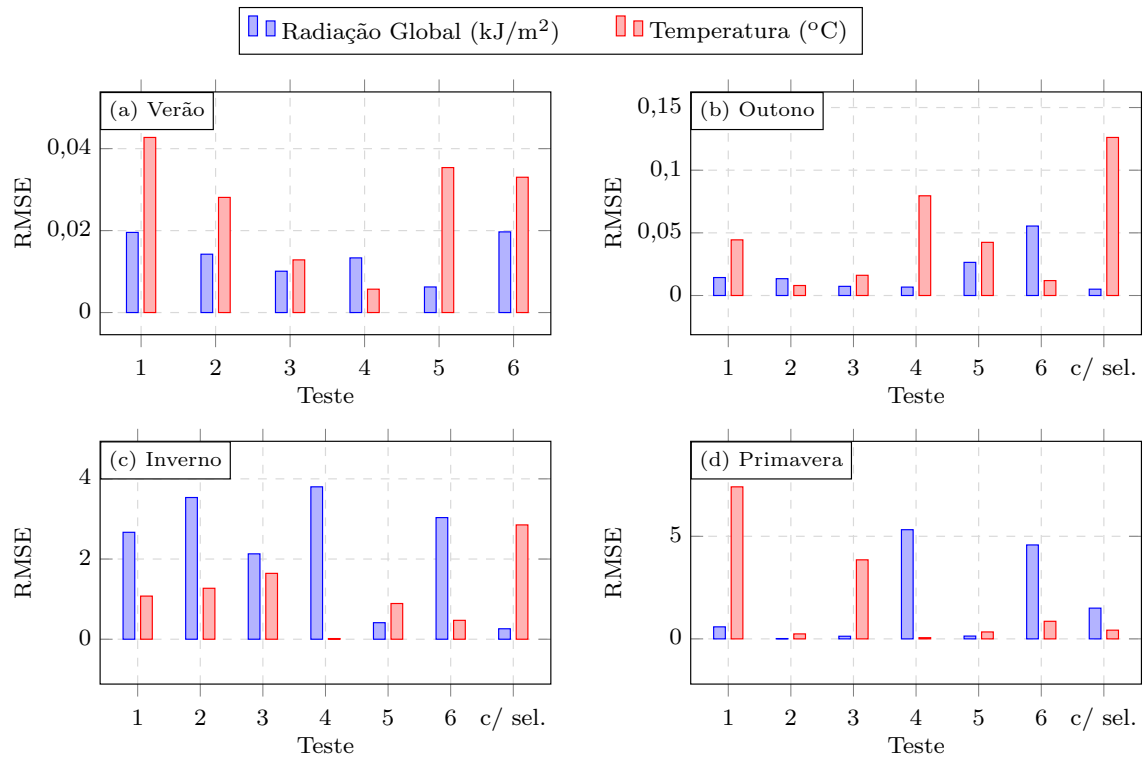 Radiação Global (kJ/m²) Temperatura (ºC)
(a) Verão
0,04
0,02
0
RMSE
1 2 3 4 5 6
Teste
(b) Outono
0,15
0,1
0,05
0
RMSE
1 2 3 4 5 6 c/ sel.
Teste
(c) Inverno
4
2
0
RMSE
1 2 3 4 5 6 c/ sel.
Teste
(d) Primavera
5
0
RMSE
1 2 3 4 5 6 c/ sel.
Teste